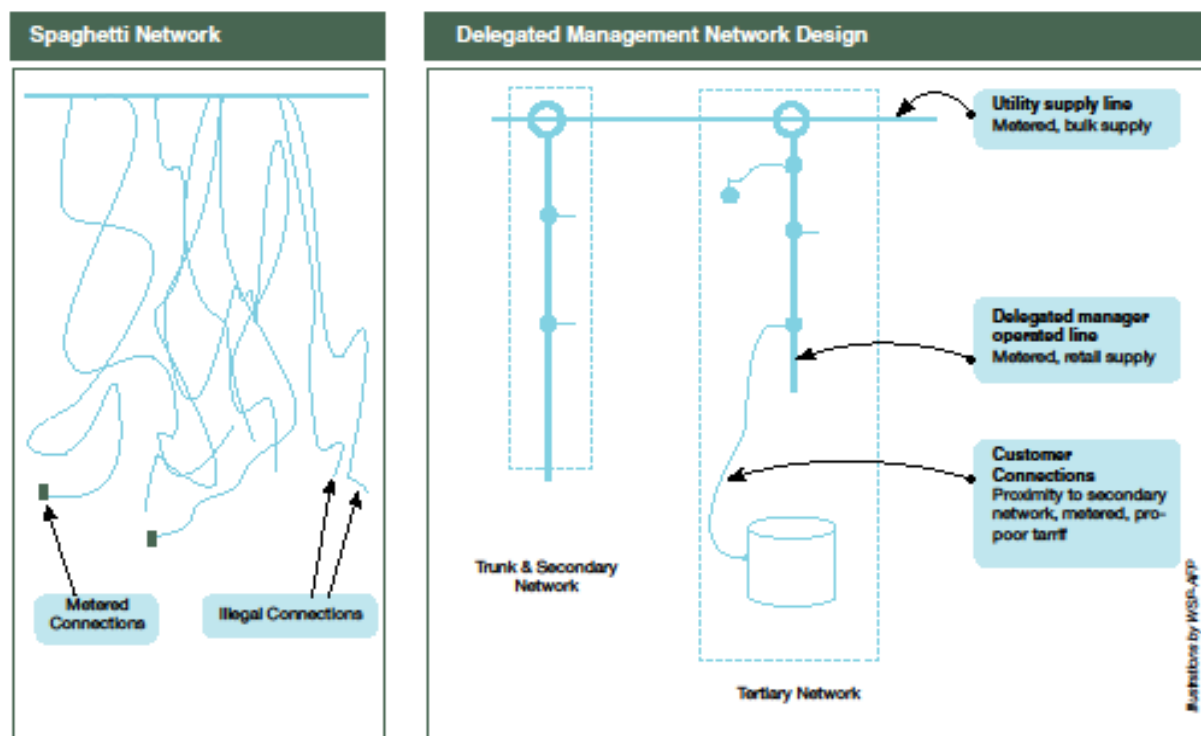 Spaghetti Network
Metered
Connections
Illegal Connections
Delegated Management Network Design
Utility supply line
Metered, bulk supply
Delegated manager
operated line
Metered, retail supply
Customer
Connections
Proximity to secondary
network, metered, pro-
poor tarriff
Trunk & Secondary
Network
Tertiary Network
Illustrations by WSP-AFP